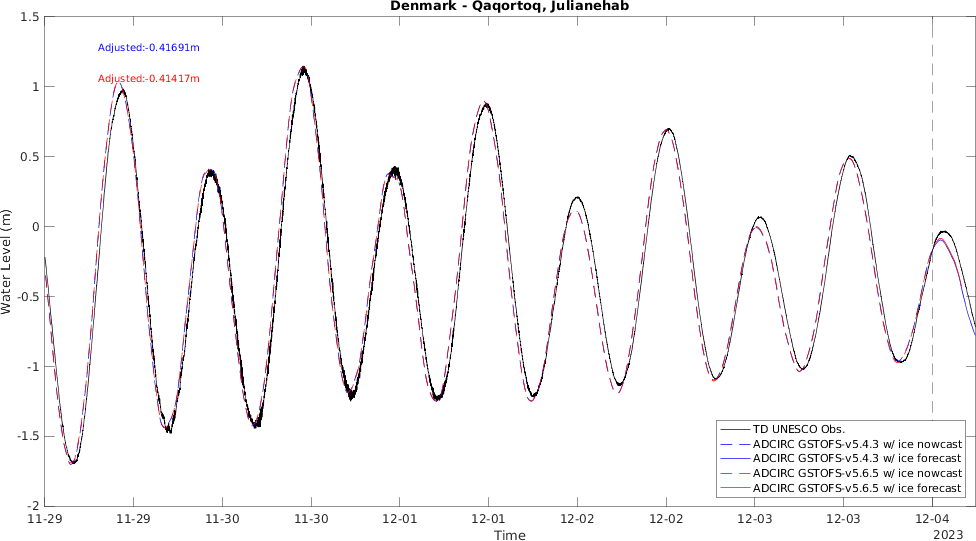 Denmark - Qaqortoq, Julianehab
Adjusted:-0.41691m
Adjusted:-0.41417m
Water Level (m)
1.5
1
0.5
0
-0.5
-1
-1.5
-2
TD UNESCO Obs.
ADCIRC GSTOFS-v5.4.3 w/ ice nowcast
ADCIRC GSTOFS-v5.4.3 w/ ice forecast
ADCIRC GSTOFS-v5.6.5 w/ ice nowcast
ADCIRC GSTOFS-v5.6.5 w/ ice forecast
11-29 11-29 11-30 11-30 12-01 12-01 12-02 12-02 12-03 12-03 12-04
Time
2023